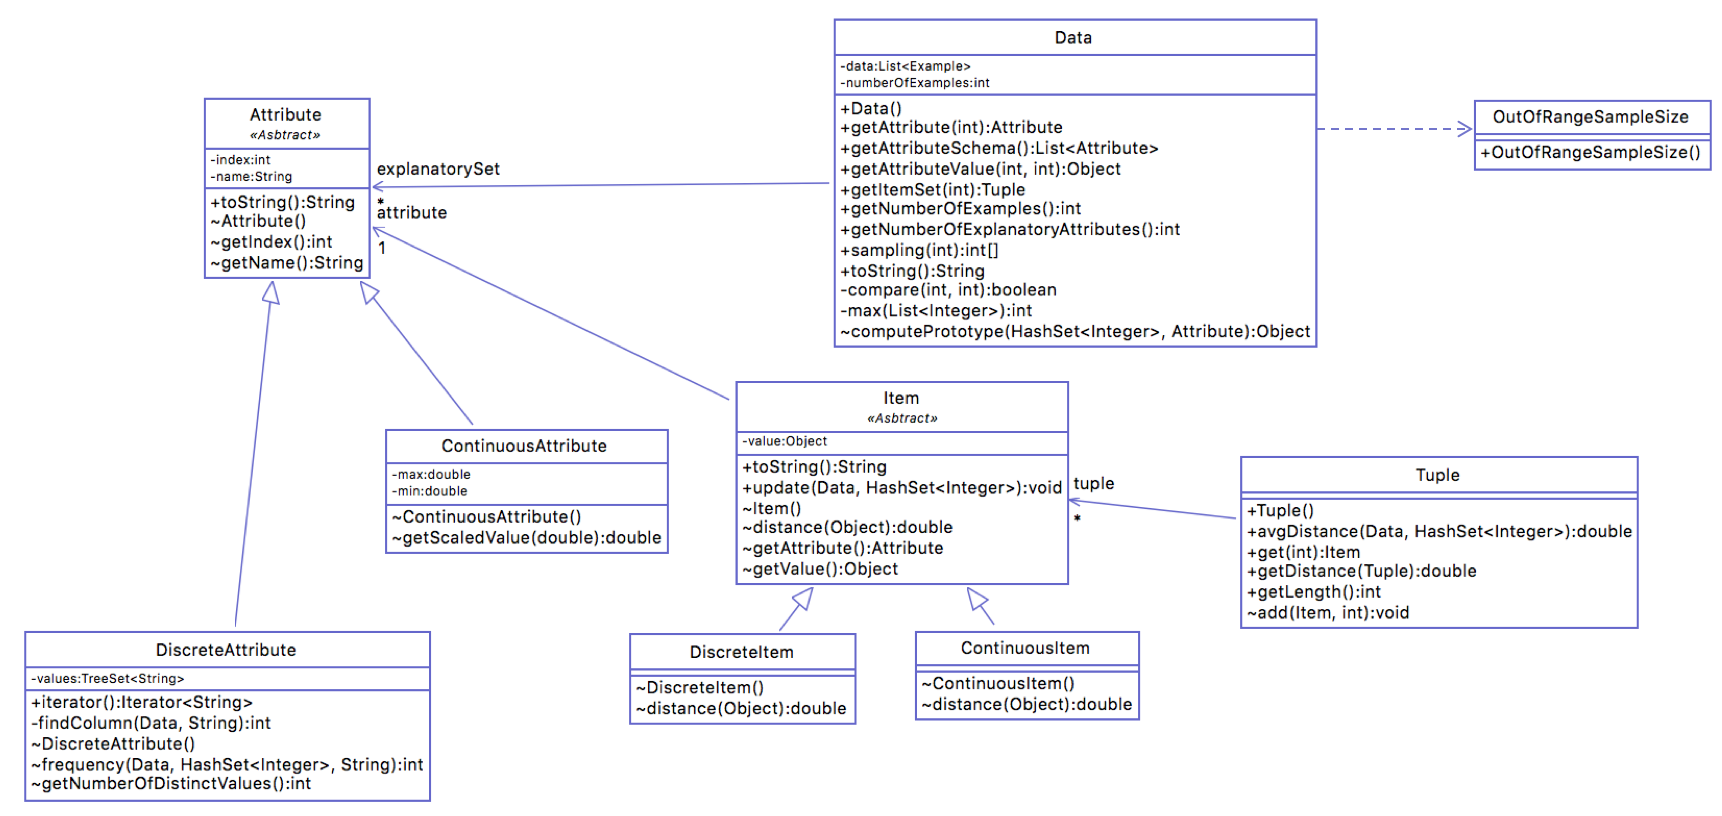 Data
-data:List<Example>
-numberOfExamples:int
+Data()
+getAttribute(int):Attribute
+getAttributeSchema():List<Attribute>
+getAttributeValue(int, int):Object
+getItemSet(int):Tuple
+getNumberOfExamples():int
+getNumberOfExplanatoryAttributes():int
+sampling(int):int[]
+toString():String
-compare(int, int):boolean
-max(List<Integer>):int
~computePrototype(HashSet<Integer>, Attribute):Object
OutOfRangeSampleSize
+OutOfRangeSampleSize()
Attribute
«Asbtract»
-index:int
-name:String
+toString():String
~Attribute()
~getIndex():int
~getName():String
explanatorySet
*
attribute
1
ContinuousAttribute
-max:double
-min:double
~ContinuousAttribute()
~getScaledValue(double):double
Item
«Asbtract»
-value:Object
+toString():String
+update(Data, HashSet<Integer>):void
~Item()
~distance(Object):double
~getAttribute():Attribute
~getValue():Object
tuple
*
Tuple
+Tuple()
+avgDistance(Data, HashSet<Integer>):double
+get(int):Item
+getDistance(Tuple):double
+getLength():int
~add(Item, int):void
DiscreteAttribute
-values:TreeSet<String>
+iterator():Iterator<String>
-findColumn(Data, String):int
~DiscreteAttribute()
~frequency(Data, HashSet<Integer>, String):int
~getNumberOfDistinctValues():int
DiscreteItem
~DiscreteItem()
~distance(Object):double
ContinuousItem
~ContinuousItem()
~distance(Object):double